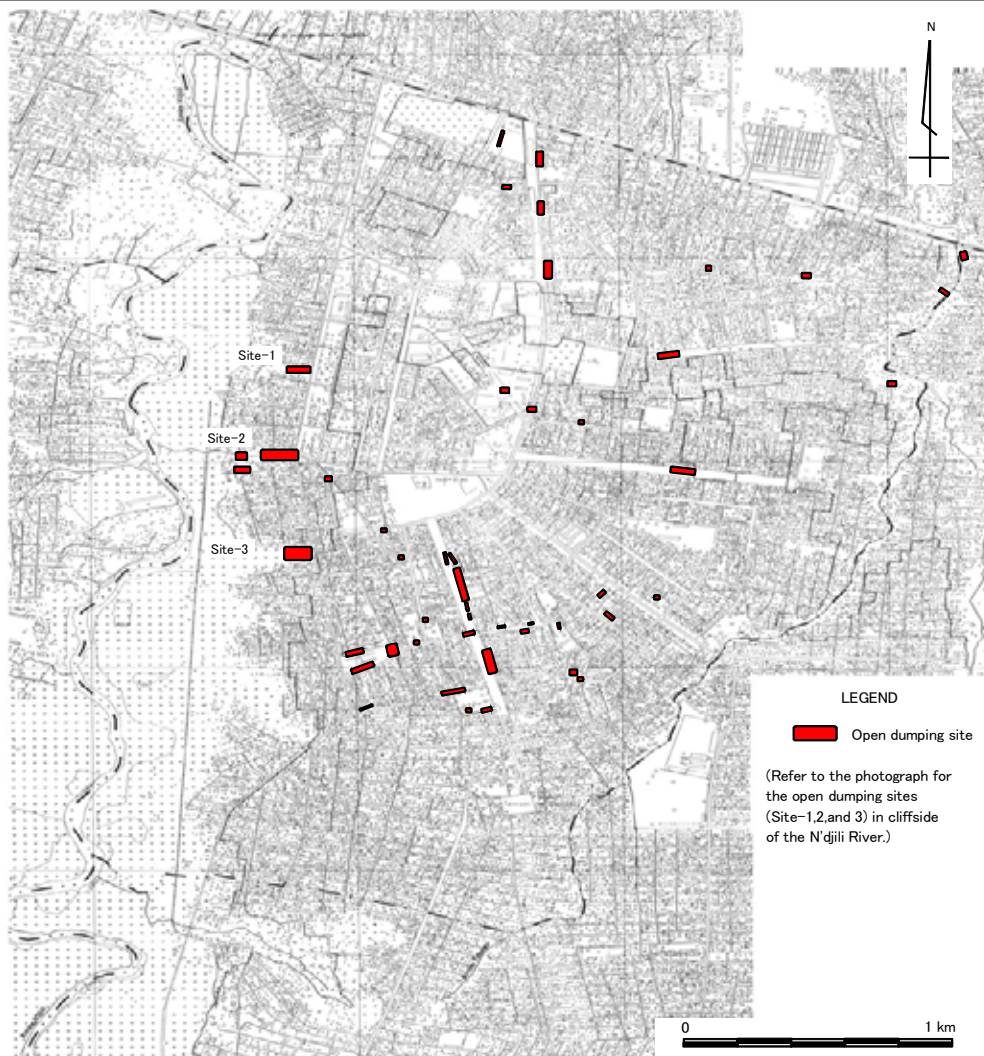 N
Site-1
Site-2
Site-3
LEGEND
Open dumping site
(Refer to the photograph for
the open dumping sites
(Site-1,2,and 3) in cliffside
of the N'djili River.)
0 1 km